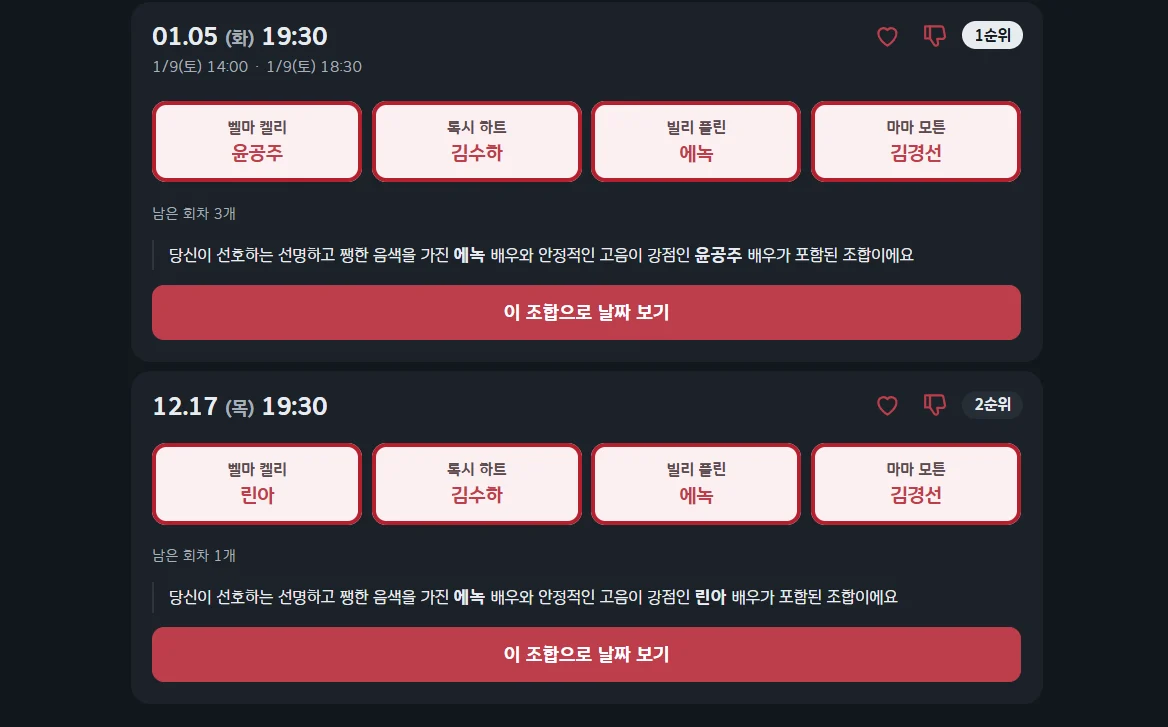 01.05 (화) 19:30
1순위
1/9(토) 14:00 · 1/9(토) 18:30
벨마 켈리 록시 하트 빌리 플린 마마 모튼
윤공주 김수하 에녹 김경선
남은 회차 3개
당신이 선호하는 선명하고 쨍한 음색을 가진 에녹 배우와 안정적인 고음이 강점인 윤공주 배우가 포함된 조합이에요
이 조합으로 날짜 보기
12.17 (목) 19:30
2순위
벨마 켈리 록시 하트 빌리 플린 마마 모튼
린아 김수하 에녹 김경선
남은 회차 1개
당신이 선호하는 선명하고 쨍한 음색을 가진 에녹 배우와 안정적인 고음이 강점인 린아 배우가 포함된 조합이에요
이 조합으로 날짜 보기